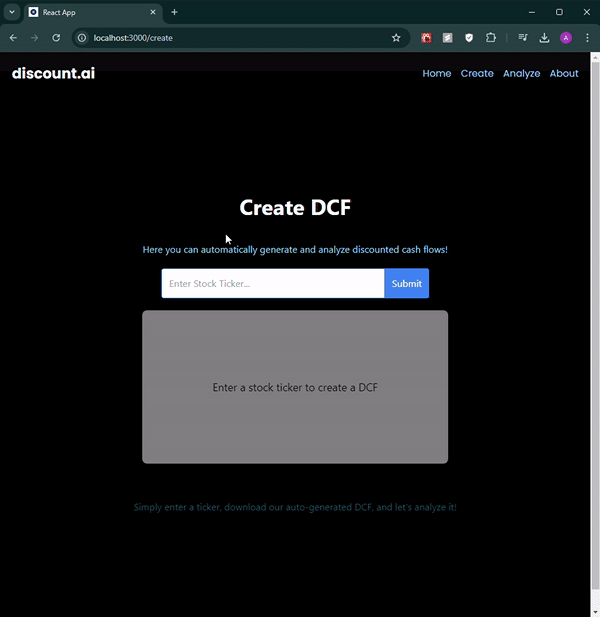 React App
localhost:3000/create
A
discount.ai
Home Create Analyze About
Create DCF
Here you can automatically generate and analyze discounted cash flows!
Enter Stock Ticker... Submit
Enter a stock ticker to create a DCF
Simply enter a ticker, download our auto-generated DCF, and let's analyze it!